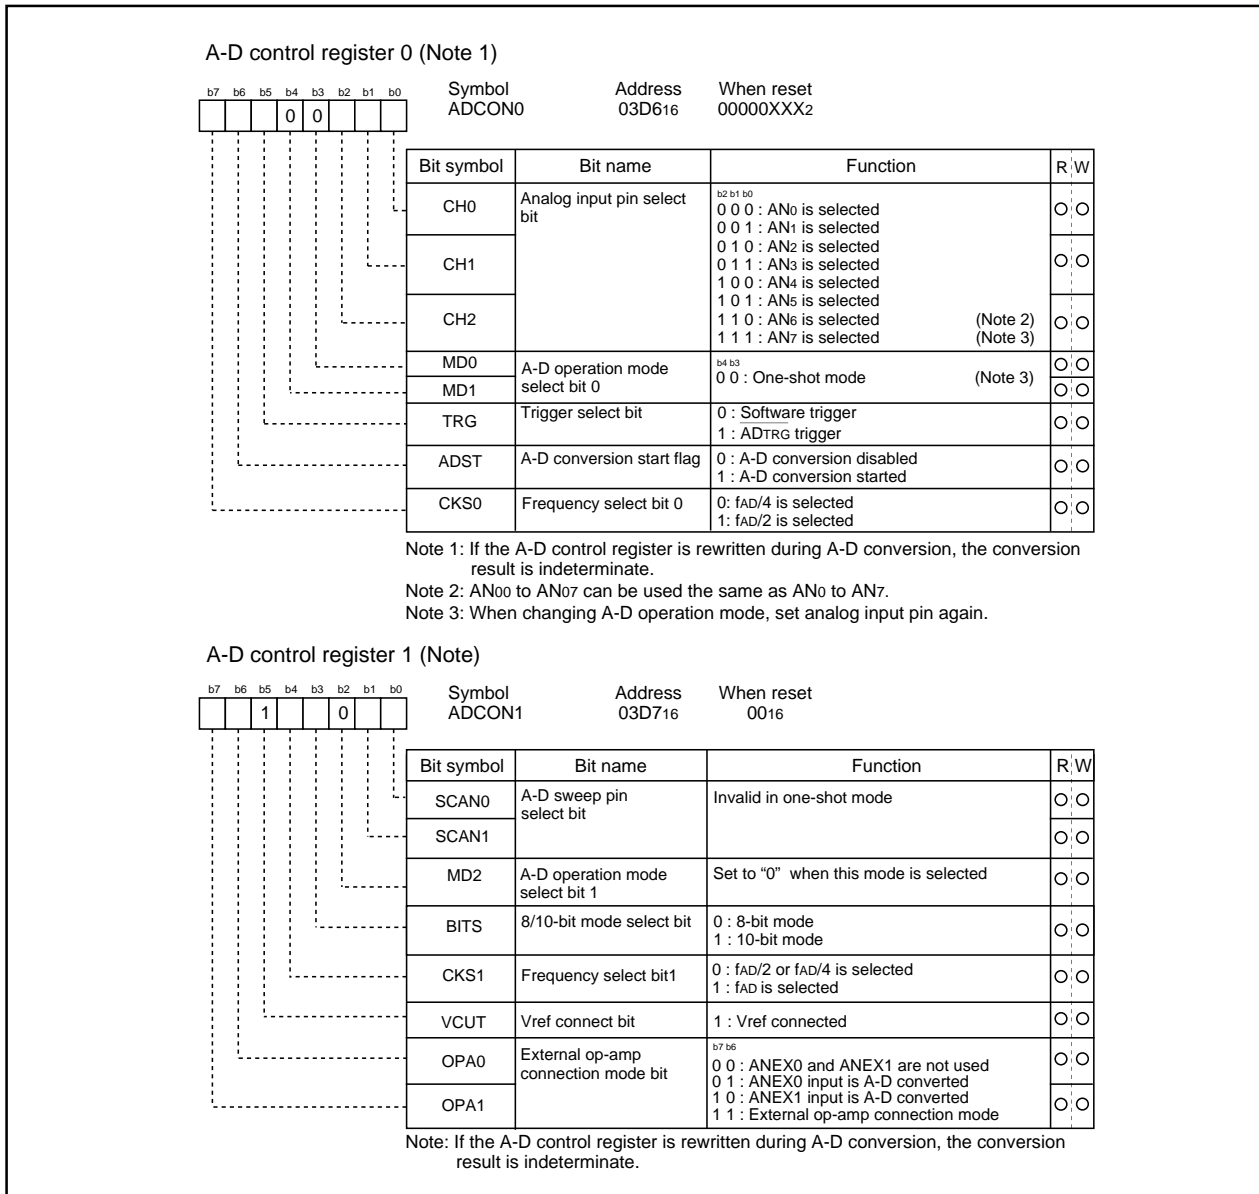 A-D control register 0 (Note 1)
b7 b6 b5 b4 b3 b2 b1 b0
0 0
Symbol Address When reset
ADCON0 03D616 00000XXX2
Bit symbol Bit name Function R W
CH0 Analog input pin select bit
CH1
CH2
b2 b1 b0
0 0 0 : AN0 is selected
0 0 1 : AN1 is selected
0 1 0 : AN2 is selected
0 1 1 : AN3 is selected
1 0 0 : AN4 is selected
1 0 1 : AN5 is selected
1 1 0 : AN6 is selected (Note 2)
1 1 1 : AN7 is selected (Note 3)
MD0
MD1
A-D operation mode
select bit 0
b4 b3
0 0 : One-shot mode (Note 3)
TRG Trigger select bit
0 : Software trigger
1 : ADTRG trigger
ADST A-D conversion start flag
0 : A-D conversion disabled
1 : A-D conversion started
CKS0 Frequency select bit 0
0: fAD/4 is selected
1: fAD/2 is selected
Note 1: If the A-D control register is rewritten during A-D conversion, the conversion
result is indeterminate.
Note 2: AN00 to AN07 can be used the same as AN0 to AN7.
Note 3: When changing A-D operation mode, set analog input pin again.
A-D control register 1 (Note)
b7 b6 b5 b4 b3 b2 b1 b0
1 0
Symbol Address When reset
ADCON1 03D716 0016
Bit symbol Bit name Function R W
SCAN0
SCAN1
A-D sweep pin
select bit
Invalid in one-shot mode
MD2
A-D operation mode
select bit 1
Set to “0” when this mode is selected
BITS 8/10-bit mode select bit
0 : 8-bit mode
1 : 10-bit mode
CKS1 Frequency select bit1
0 : fAD/2 or fAD/4 is selected
1 : fAD is selected
VCUT Vref connect bit 1 : Vref connected
OPA0
OPA1
External op-amp
connection mode bit
b7 b6
0 0 : ANEX0 and ANEX1 are not used
0 1 : ANEX0 input is A-D converted
1 0 : ANEX1 input is A-D converted
1 1 : External op-amp connection mode
Note: If the A-D control register is rewritten during A-D conversion, the conversion
result is indeterminate.